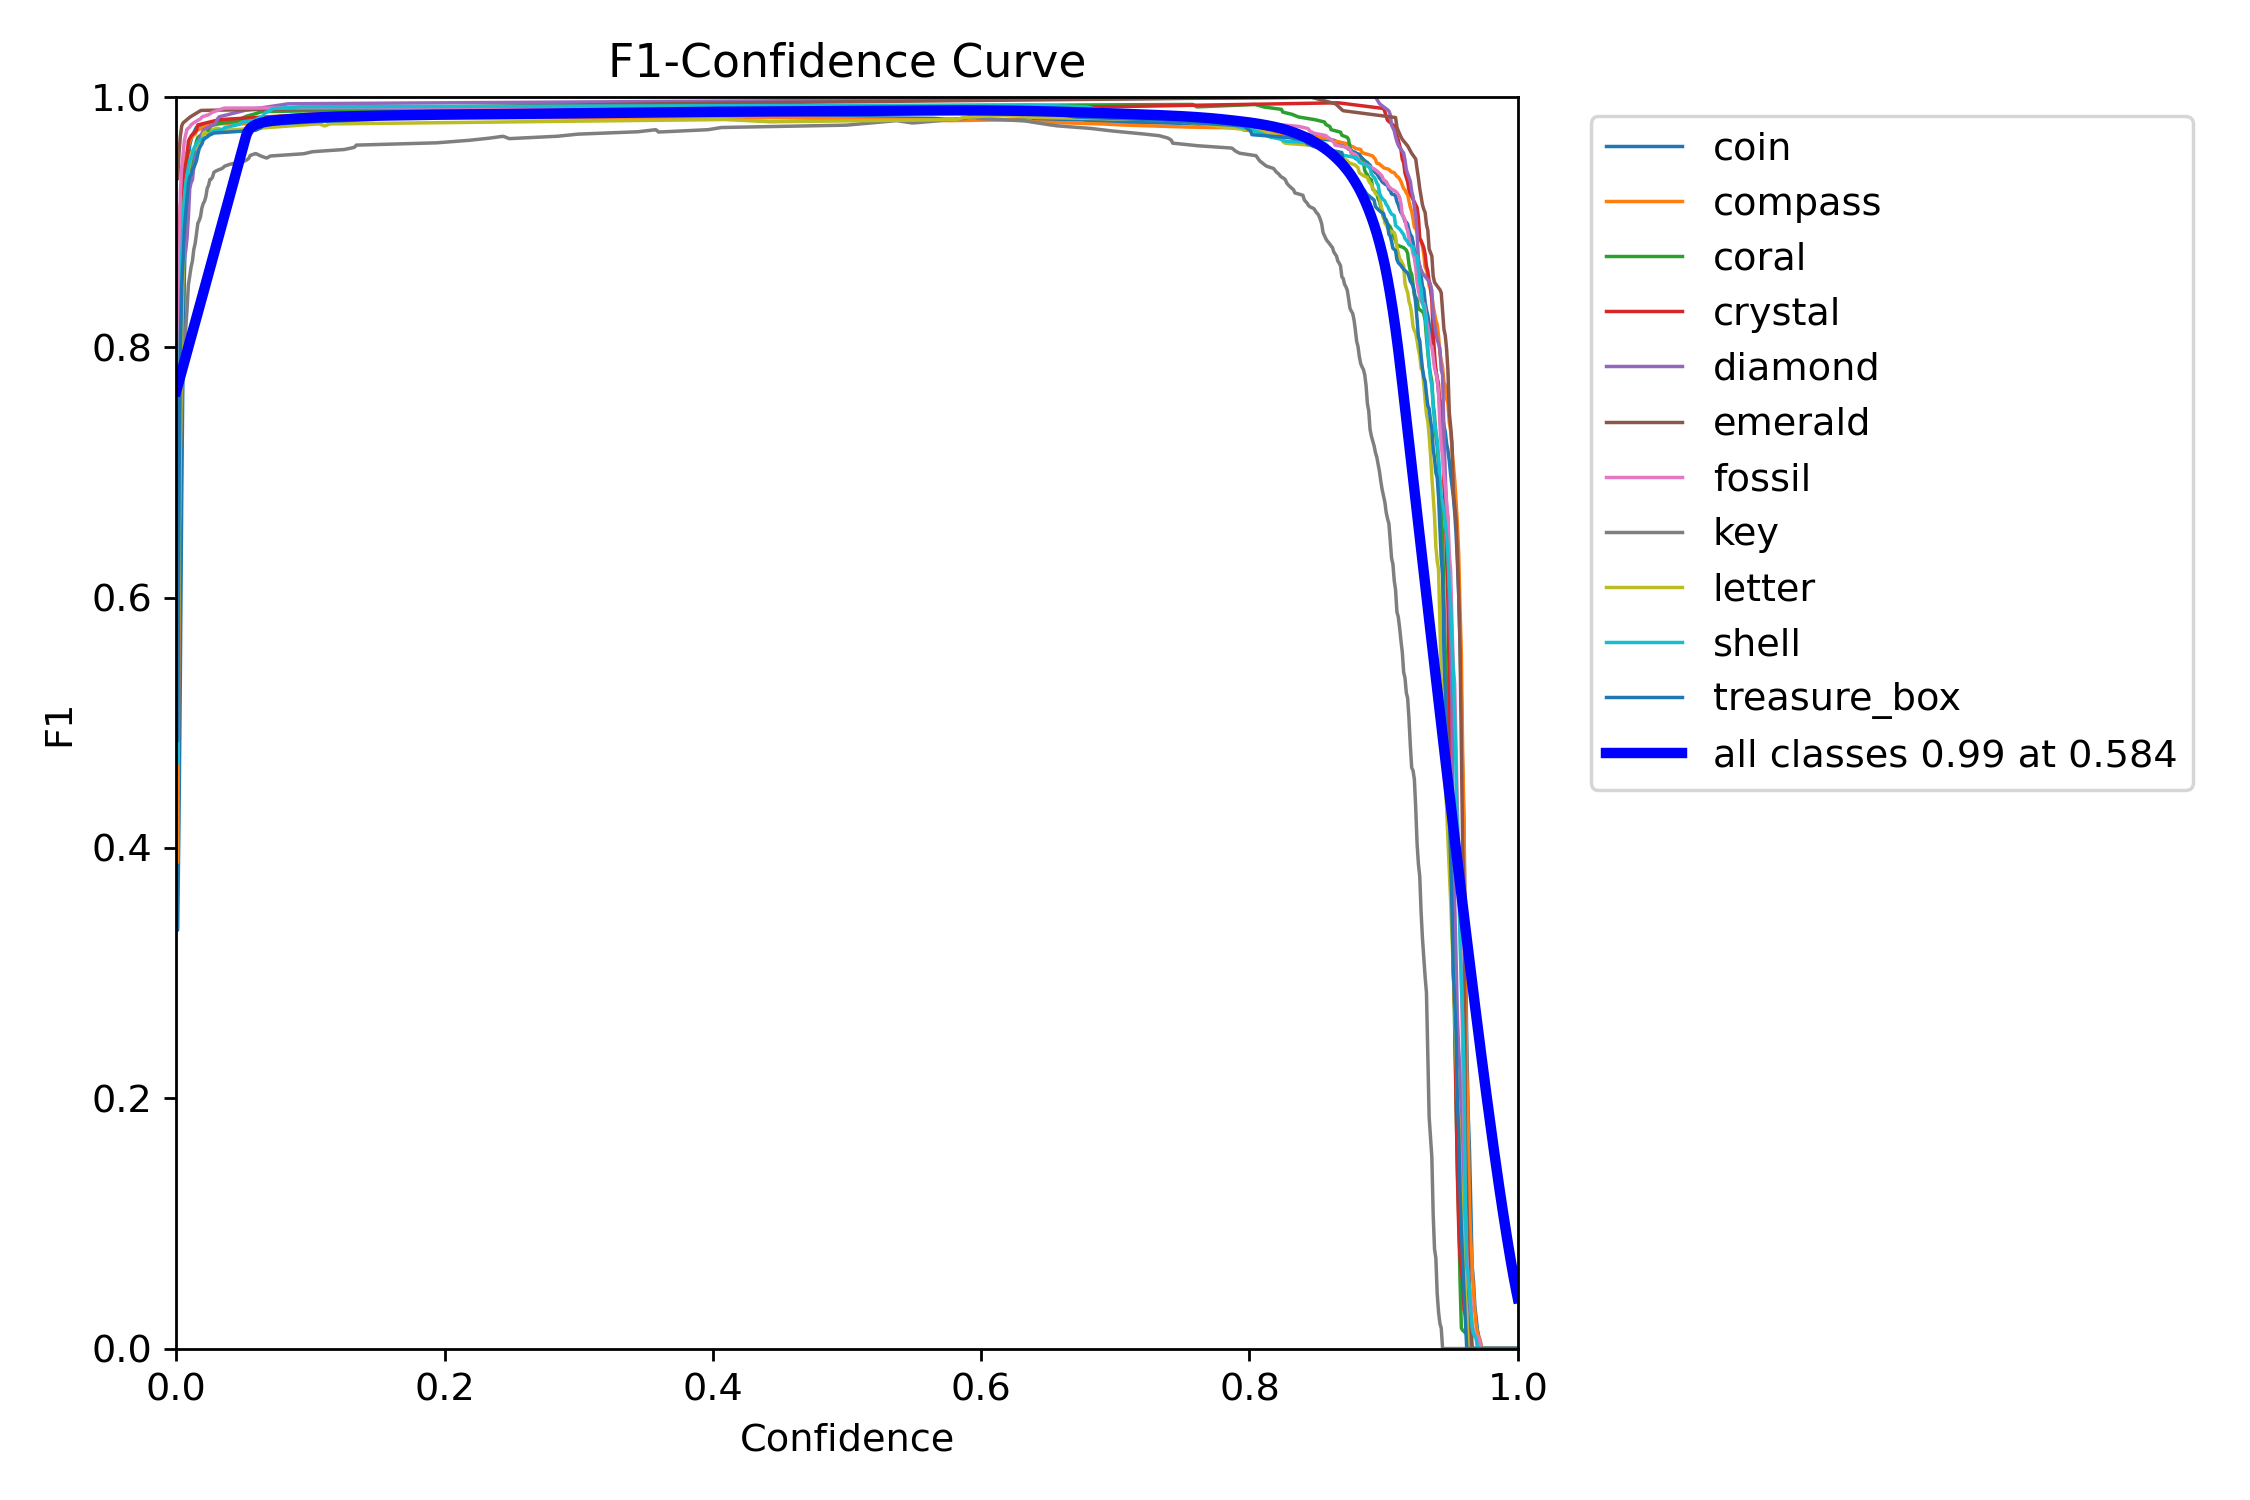 F1-Confidence Curve
1.0
0.8
0.6
0.4
0.2
0.0
F1
0.0 0.2 0.4 0.6 0.8 1.0
Confidence
coin
compass
coral
crystal
diamond
emerald
fossil
key
letter
shell
treasure_box
all classes 0.99 at 0.584